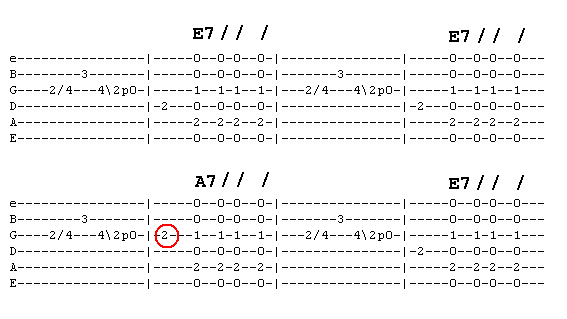 E7 / / /                E7 / / /
e----------------|-----0--0-0--0-|---------------|-----0--0-0--0---
B--------3-------|-----0--0-0--0-|-------3-------|-----0--0-0--0---
G----2/4---4\2p0-|-----1--1-1--1-|---2/4---4\2p0-|-----1--1-1--1---
D----------------|-2---0--0-0--0-|---------------|-2---0--0-0--0---
A----------------|-----2--2-2--2-|---------------|-----2--2-2--2---
E----------------|-----0--0-0--0-|---------------|-----0--0-0--0---
A7 / / /                E7 / / /
e----------------|-----0--0-0--0-|---------------|-----0--0-0--0---
B--------3-------|-----0--0-0--0-|-------3-------|-----0--0-0--0---
G----2/4---4\2p0-|-2---1--1-1--1-|---2/4---4\2p0-|-----1--1-1--1---
D----------------|-----0--0-0--0-|---------------|-2---0--0-0--0---
A----------------|-----2--2-2--2-|---------------|-----2--2-2--2---
E----------------|-----0--0-0--0-|---------------|-----0--0-0--0---